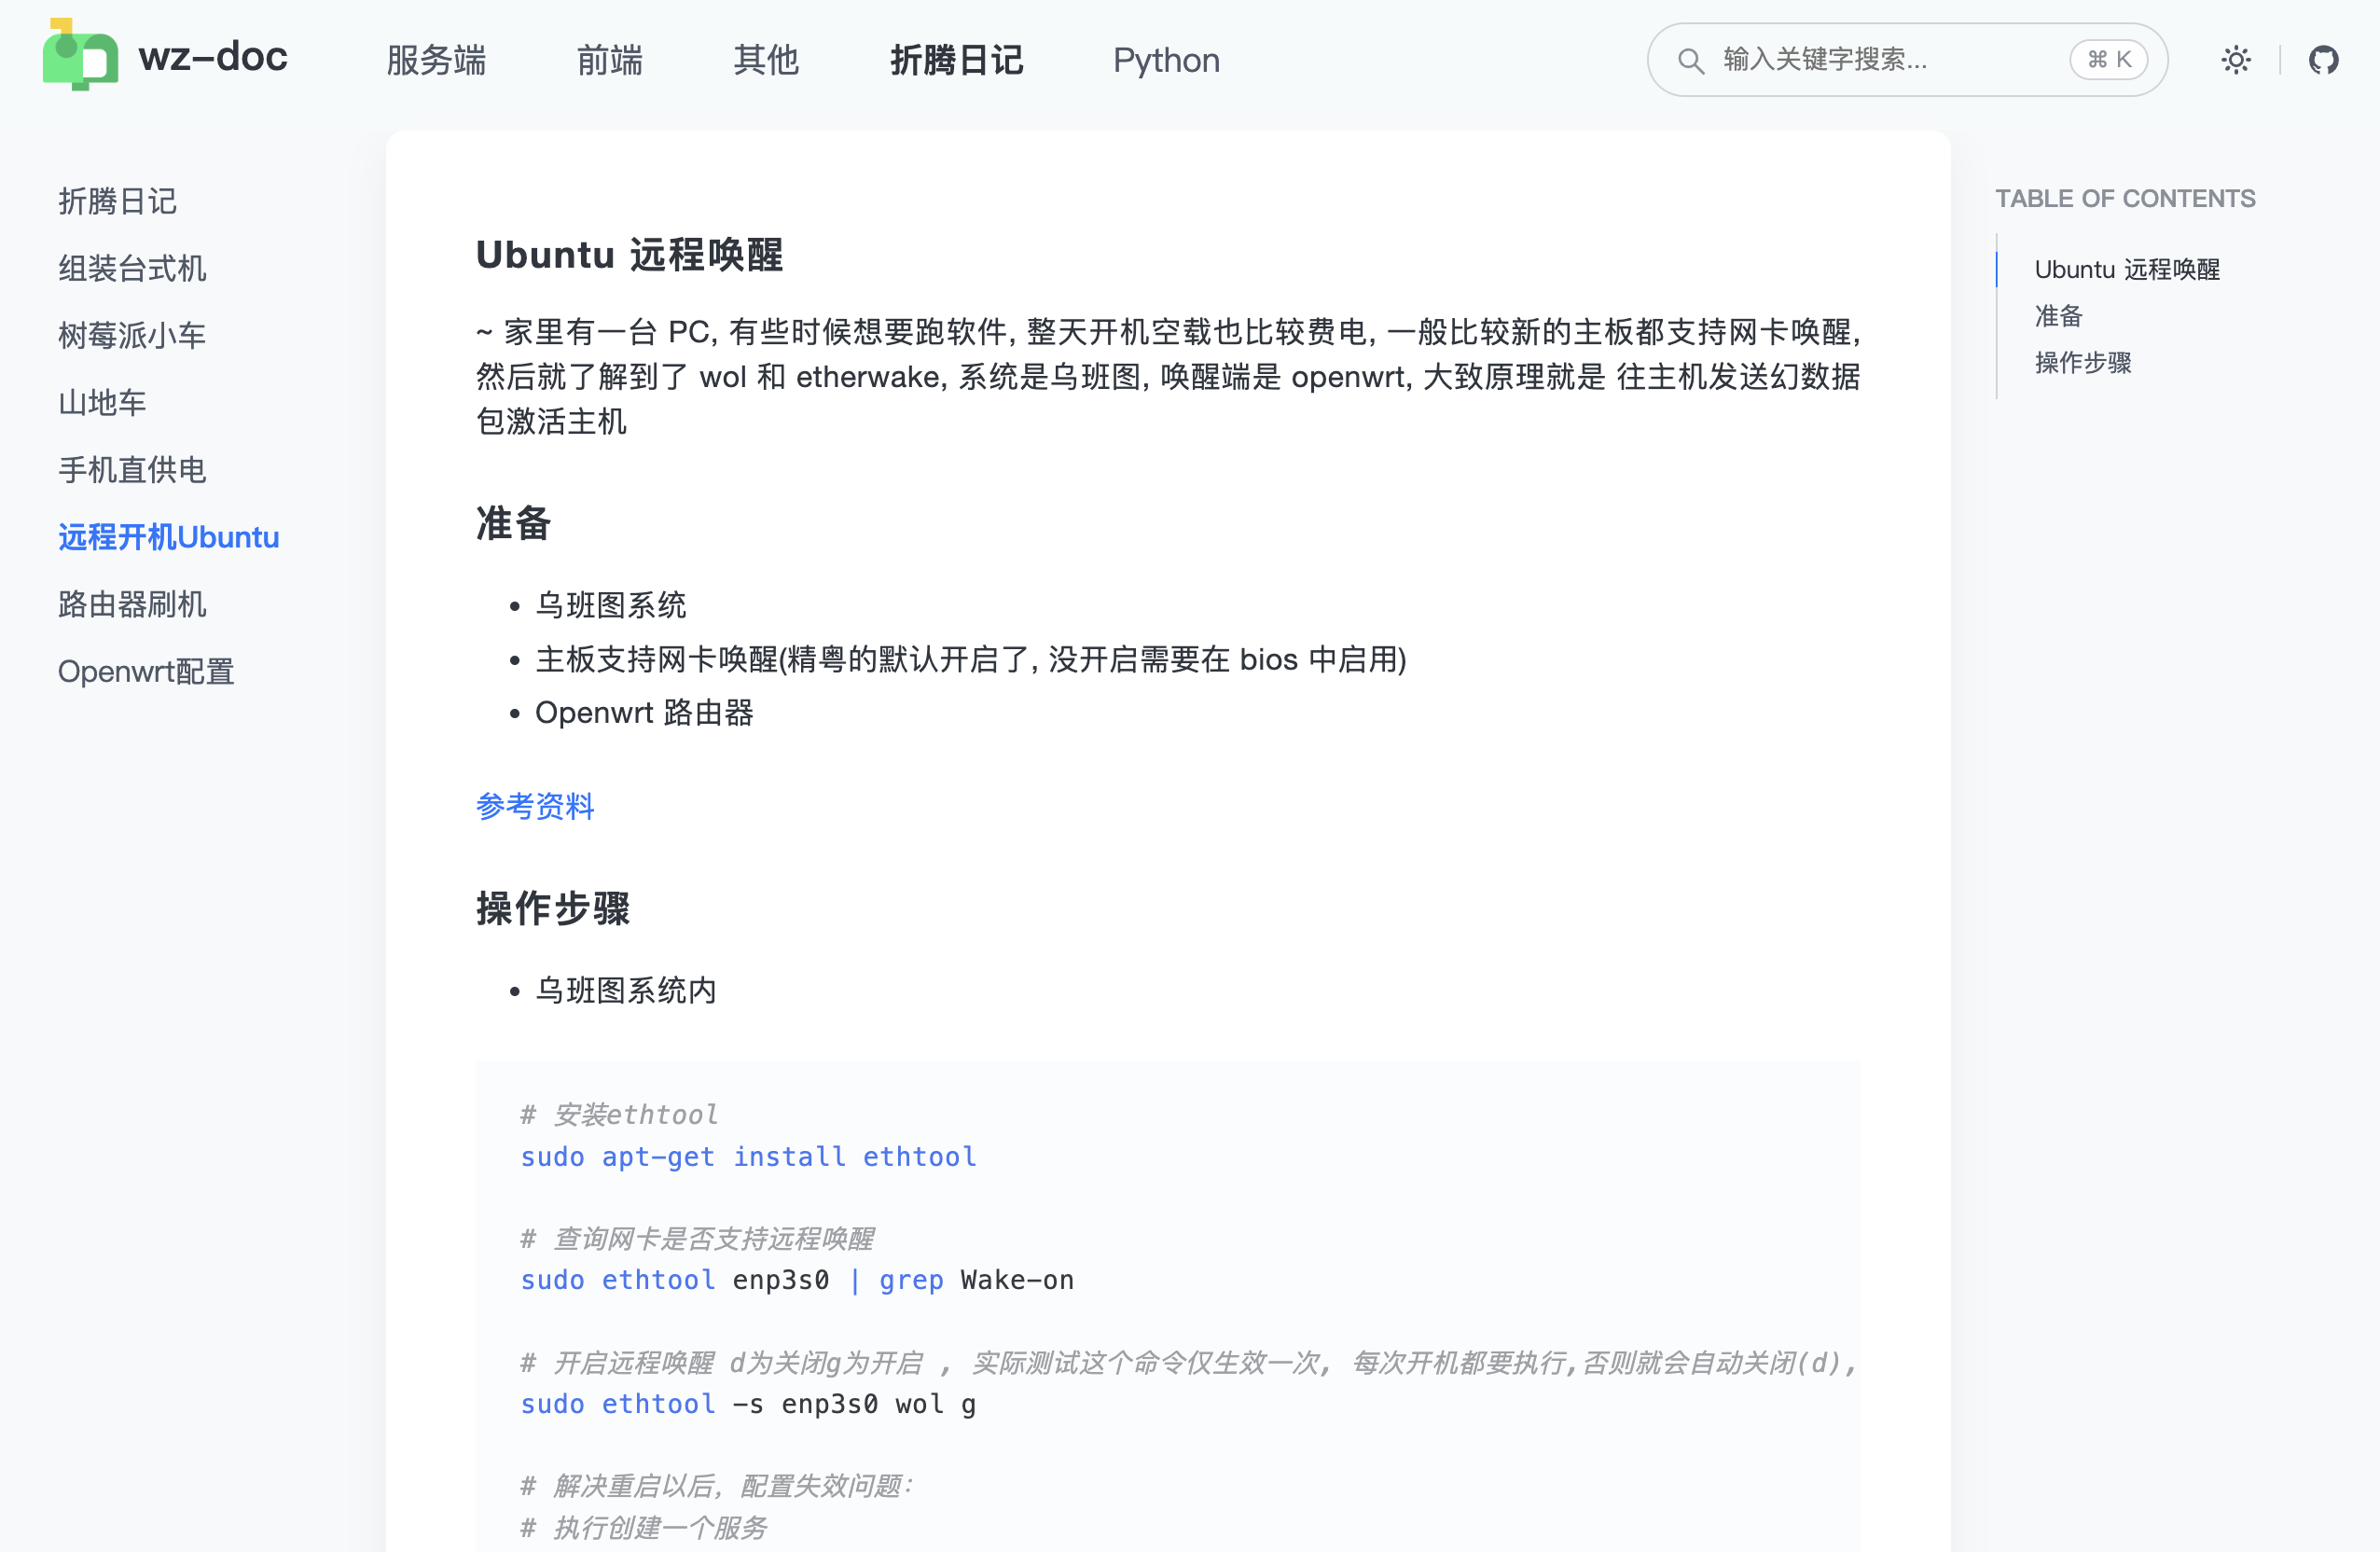 wz-doc
服务端
前端
其他
折腾日记
Python
输入关键字搜索...
⌘ K
折腾日记
组装台式机
树莓派小车
山地车
手机直供电
远程开机Ubuntu
路由器刷机
Openwrt配置
Ubuntu 远程唤醒
~ 家里有一台 PC, 有些时候想要跑软件, 整天开机空载也比较费电, 一般比较新的主板都支持网卡唤醒,
然后就了解到了 wol 和 etherwake, 系统是乌班图, 唤醒端是 openwrt, 大致原理就是 往主机发送幻数据
包激活主机
准备
• 乌班图系统
• 主板支持网卡唤醒(精粤的默认开启了, 没开启需要在 bios 中启用)
• Openwrt 路由器
参考资料
操作步骤
• 乌班图系统内
# 安装ethtool
sudo apt-get install ethtool
# 查询网卡是否支持远程唤醒
sudo ethtool enp3s0 | grep Wake-on
# 开启远程唤醒 d为关闭g为开启 , 实际测试这个命令仅生效一次, 每次开机都要执行,否则就会自动关闭(d),
sudo ethtool -s enp3s0 wol g
# 解决重启以后，配置失效问题：
# 执行创建一个服务
TABLE OF CONTENTS
Ubuntu 远程唤醒
准备
操作步骤